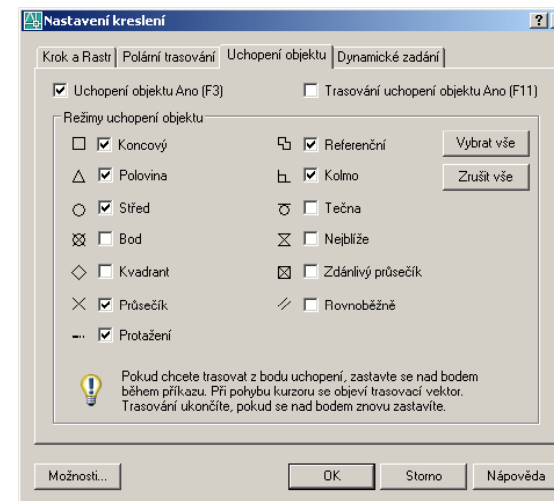 Nastavení kreslení
Krok a Rastr Polární trasování Uchopení objektu Dynamické zadání
Uchopení objektu Ano (F3) Trasování uchopení objektu Ano (F11)
Režimy uchopení objektu
Koncový Referenční Vybrat vše
Polovina Kolmo Zrušit vše
Střed Tečna
Bod Nejblíže
Kvadrant Zdánlivý průsečík
Průsečík Rovnoběžně
Protažení
Pokud chcete trasovat z bodu uchopení, zastavte se nad bodem
během příkazu. Při pohybu kurzoru se objeví trasovací vektor.
Trasování ukončíte, pokud se nad bodem znovu zastavíte.
Možnosti... OK Storno Nápověda